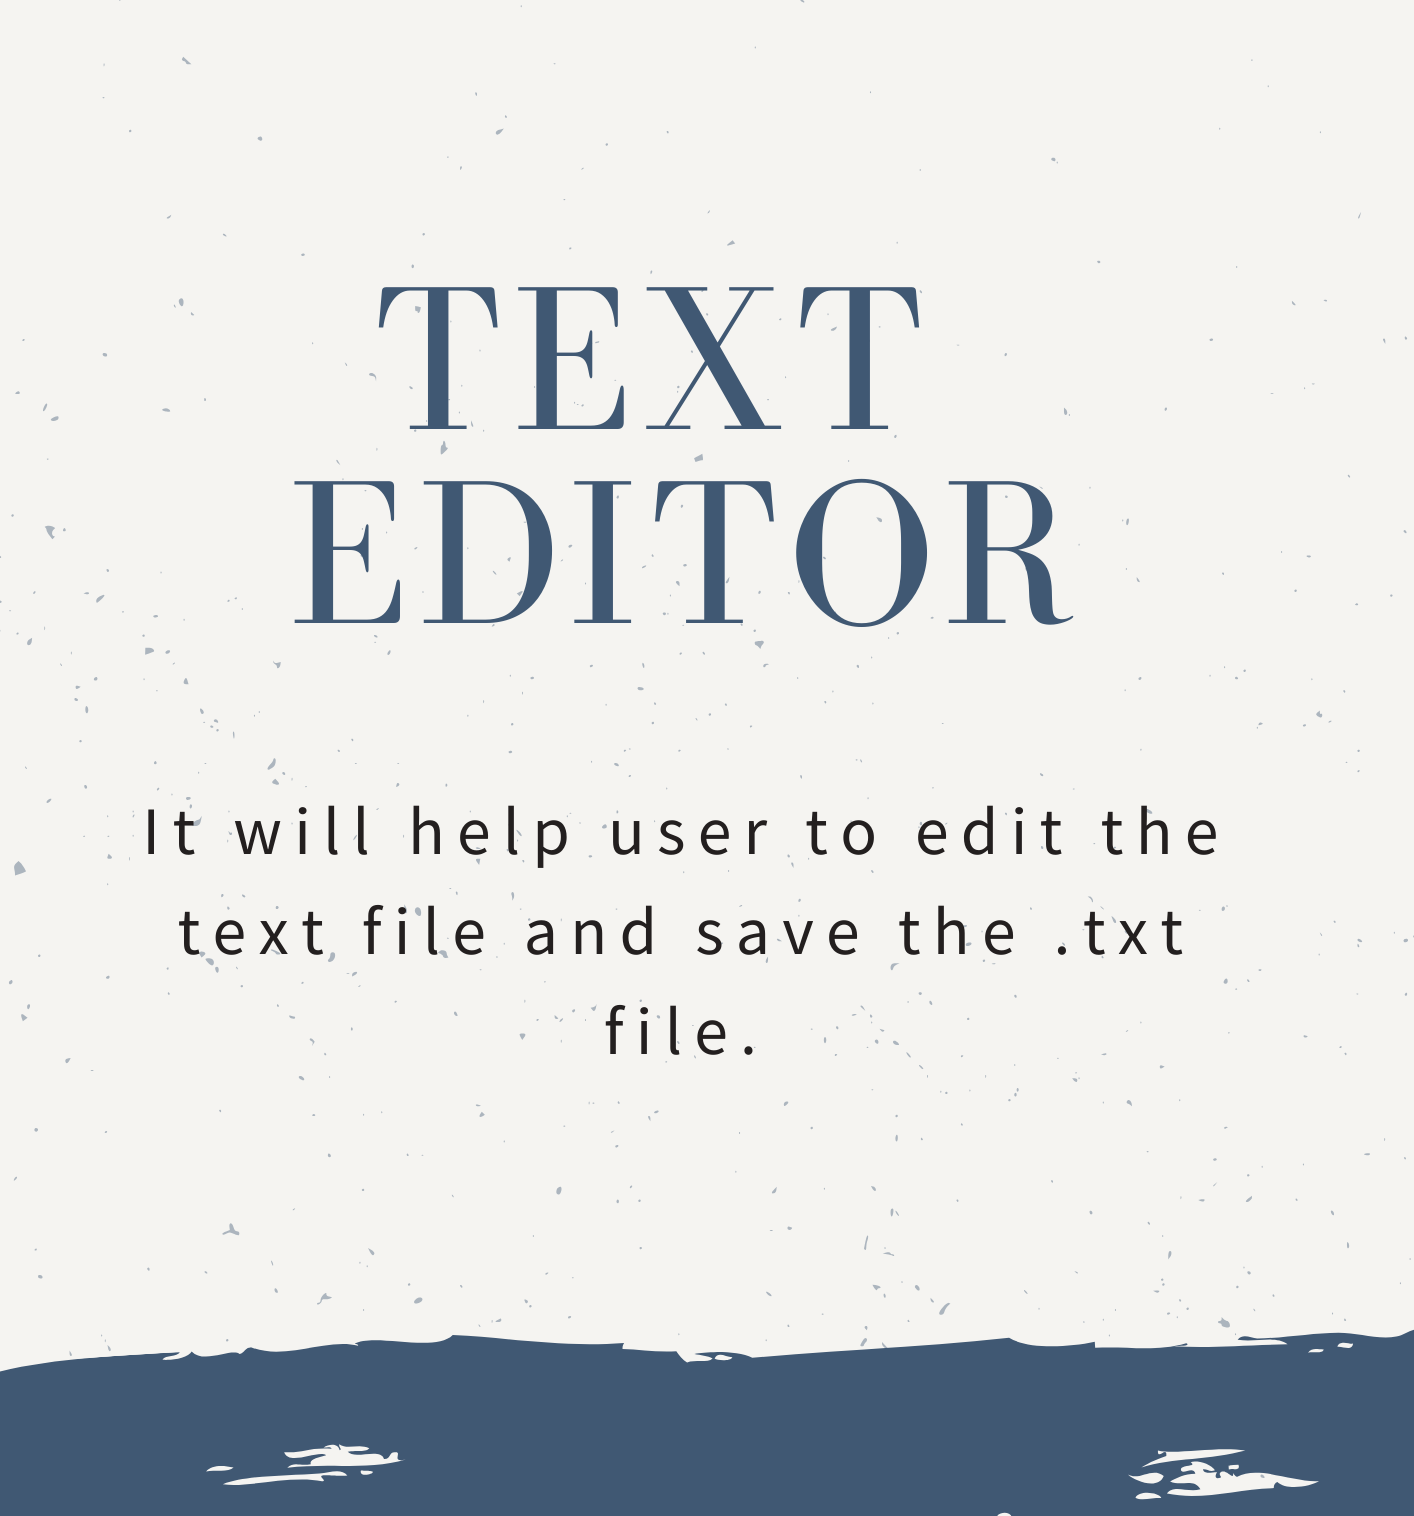 TEXT
EDITOR
It will help user to edit the
text file and save the .txt
file.